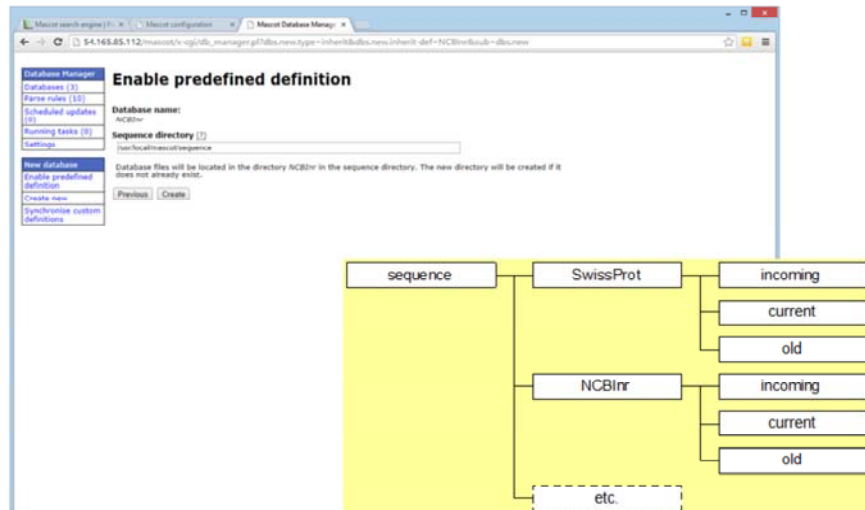 Mascot search engine | Fi
Mascot configuration
Mascot Database Manage
54.165.85.112/mascot/x-cgi/db_manager.pl?dbs.new.type=inherit&dbs.new.inherit-def=NCBInr&sub=dbs.new
Database Manager
Databases (3)
Parse rules (10)
Scheduled updates
(0)
Running tasks (0)
Settings
New database
Enable predefined
definition
Create new
Synchronise custom
definitions
Enable predefined definition
Database name:
NCBInr
Sequence directory [?]
/usr/local/mascot/sequence
Database files will be located in the directory NCBInr in the sequence directory. The new directory will be created if it
does not already exist.
Previous Create
sequence SwissProt incoming
current
old
NCBInr incoming
current
old
etc.